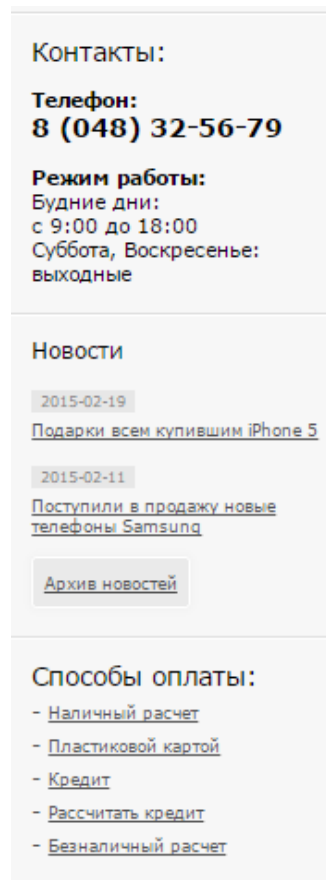 Контакты:
Телефон:
8 (048) 32-56-79
Режим работы:
Будние дни:
с 9:00 до 18:00
Суббота, Воскресенье:
выходные
Новости
2015-02-19
Подарки всем купившим iPhone 5
2015-02-11
Поступили в продажу новые
телефоны Samsung
Архив новостей
Способы оплаты:
- Наличный расчет
- Пластиковой картой
- Кредит
- Рассчитать кредит
- Безналичный расчет